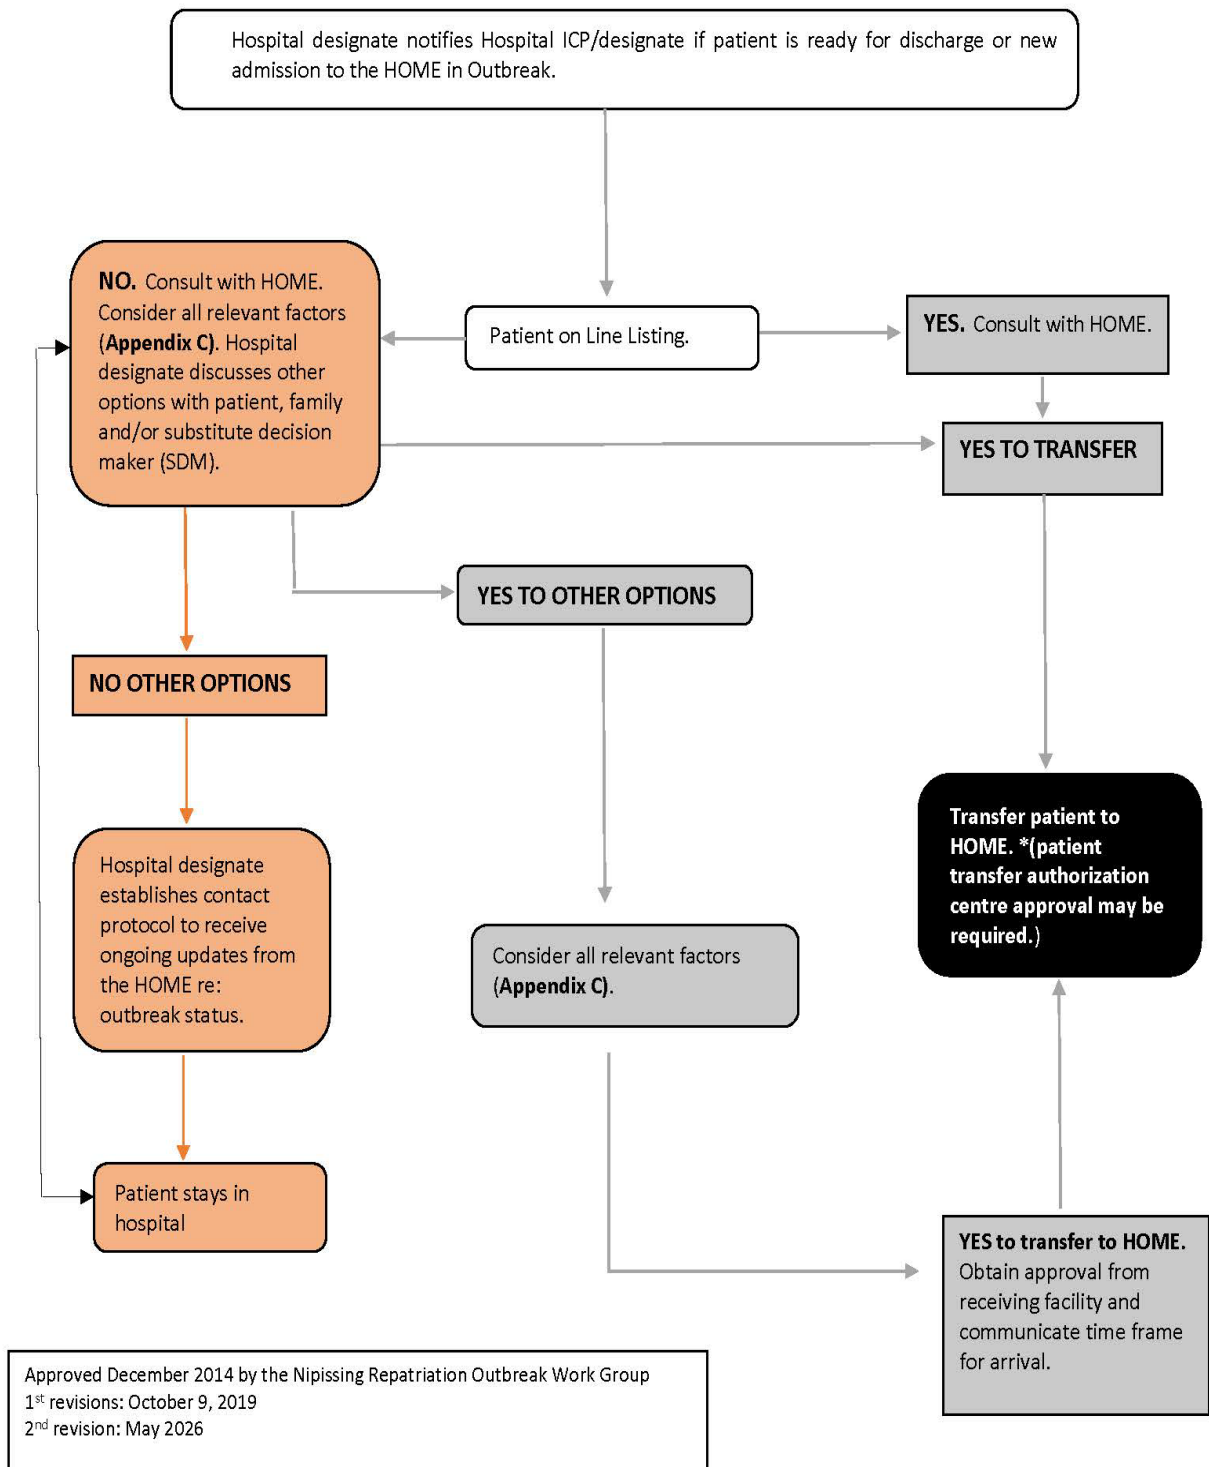 Hospital designate notifies Hospital ICP/designate if patient is ready for discharge or new
admission to the HOME in Outbreak.
NO. Consult with HOME.
Consider all relevant factors
(Appendix C). Hospital
designate discusses other
options with patient, family
and/or substitute decision
maker (SDM).
Patient on Line Listing.
YES. Consult with HOME.
YES TO TRANSFER
YES TO OTHER OPTIONS
NO OTHER OPTIONS
Transfer patient to
HOME. *(patient
transfer authorization
centre approval may be
required.)
Hospital designate
establishes contact
protocol to receive
ongoing updates from
the HOME re:
outbreak status.
Consider all relevant factors
(Appendix C).
Patient stays in
hospital
YES to transfer to HOME.
Obtain approval from
receiving facility and
communicate time frame
for arrival.
Approved December 2014 by the Nipissing Repatriation Outbreak Work Group
1st revisions: October 9, 2019
2nd revision: May 2026